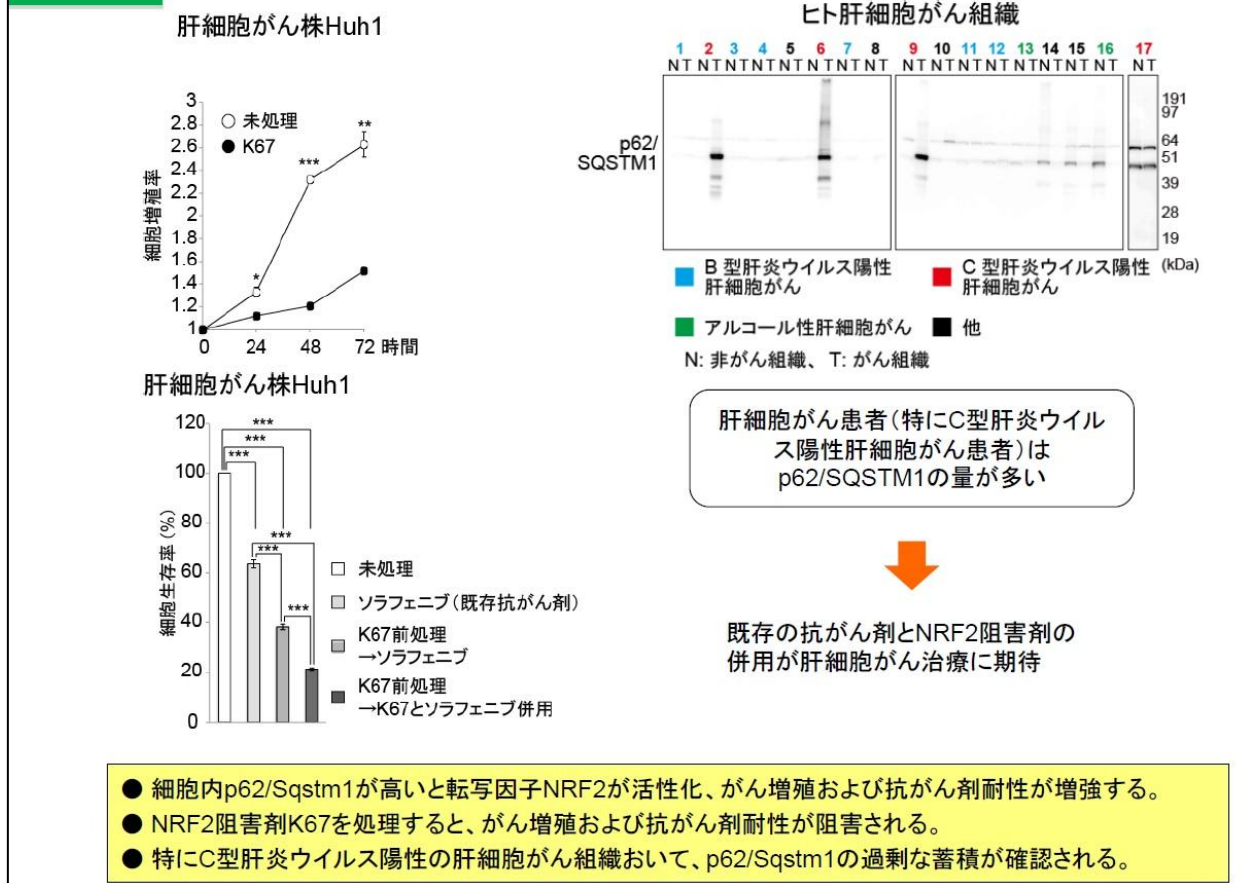 肝細胞がん株Huh1
3
2.8
2.6
2.4
2.2
2
1.8
1.6
1.4
1.2
1
細胞増殖率
未処理
K67
*
***
**
0 24 48 72 時間
肝細胞がん株Huh1
120
100
80
60
40
20
0
細胞生存率 (%)
***
***
***
***
***
***
未処理
ソラフェニブ(既存抗がん剤)
K67前処理
→ソラフェニブ
K67前処理
→K67とソラフェニブ併用
ヒト肝細胞がん組織
1 2 3 4 5 6 7 8 9 10 11 12 13 14 15 16 17
N T N T N T N T N T N T N T N T N T N T N T N T N T N T N T N T N T
p62/
SQSTM1
191
97
64
51
39
28
19
(kDa)
B 型肝炎ウイルス陽性
肝細胞がん
C 型肝炎ウイルス陽性
肝細胞がん
アルコール性肝細胞がん
他
N: 非がん組織、 T: がん組織
肝細胞がん患者(特にC型肝炎ウイル
ス陽性肝細胞がん患者)は
p62/SQSTM1の量が多い
既存の抗がん剤とNRF2阻害剤の
併用が肝細胞がん治療に期待
● 細胞内p62/Sqstm1が高いと転写因子NRF2が活性化、がん増殖および抗がん剤耐性が増強する。
● NRF2阻害剤K67を処理すると、がん増殖および抗がん剤耐性が阻害される。
● 特にC型肝炎ウイルス陽性の肝細胞がん組織おいて、p62/Sqstm1の過剰な蓄積が確認される。